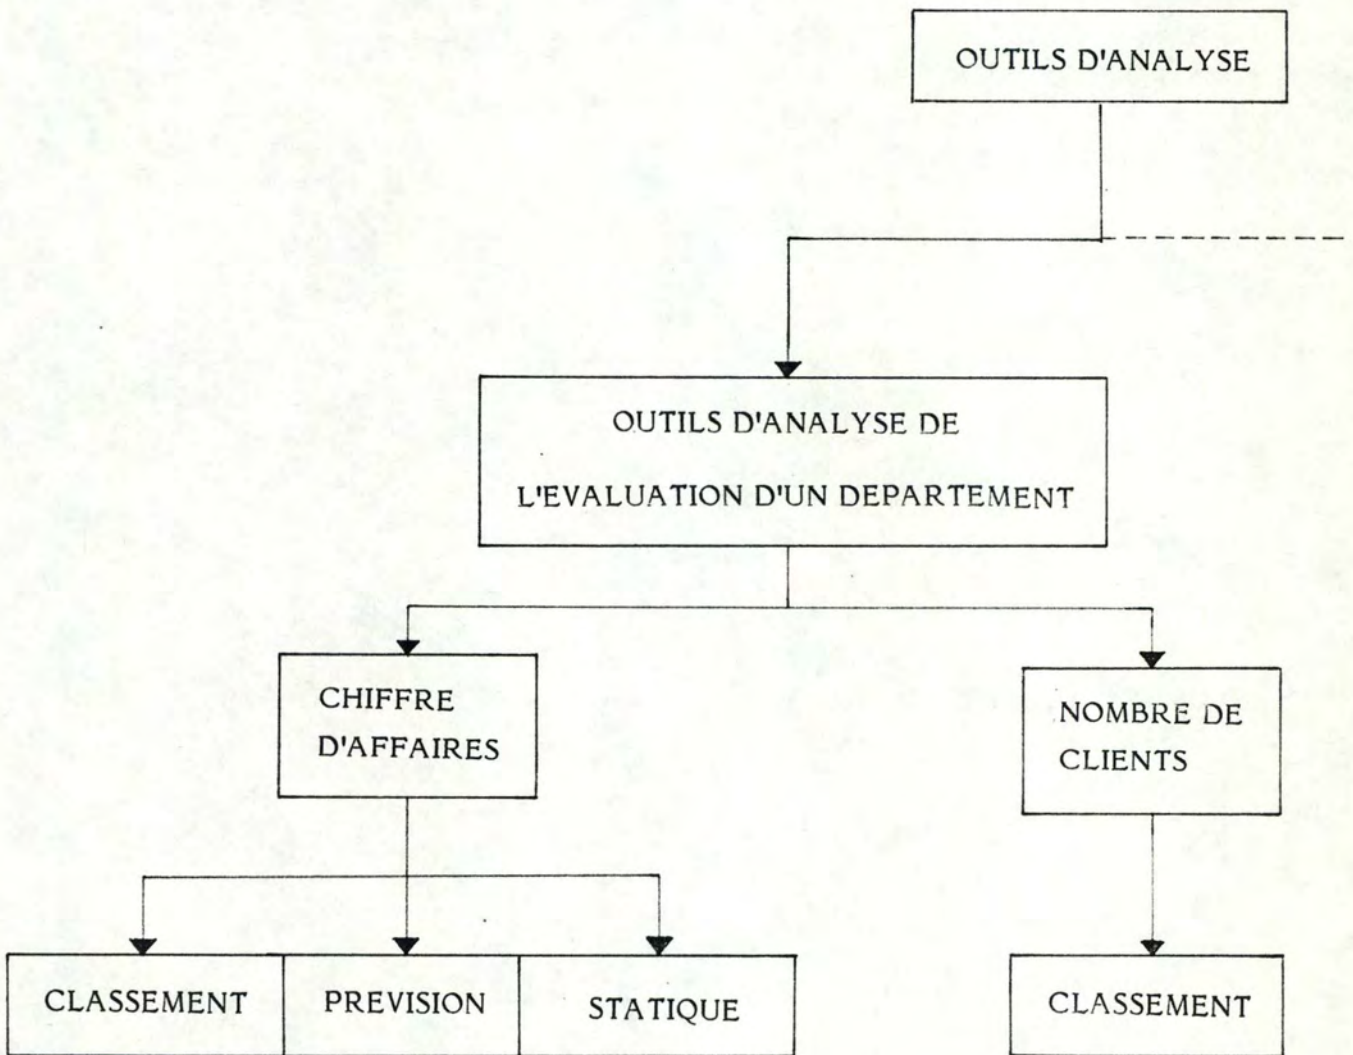 OUTILS D'ANALYSE
OUTILS D'ANALYSE DE
L'EVALUATION D'UN DEPARTEMENT
CHIFFRE
D'AFFAIRES
NOMBRE DE
CLIENTS
CLASSEMENT
PREVISION
STATIQUE
CLASSEMENT